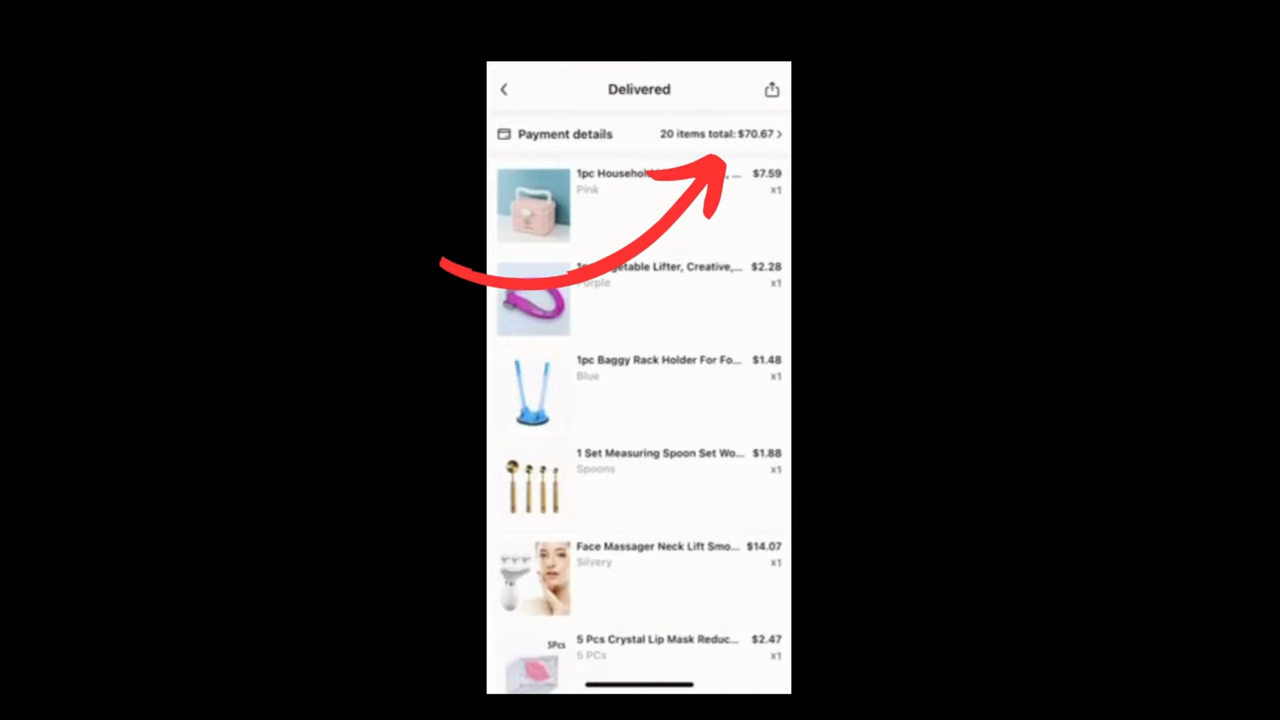 Delivered
Payment details 20 items total: $70.67
1pc Househol ... $7.59
Pink x1
getable Lifter, Creative,... $2.28
urple x1
1pc Baggy Rack Holder For Fo... $1.48
Blue x1
1 Set Measuring Spoon Set Wo... $1.88
Spoons x1
Face Massager Neck Lift Smo... $14.07
Silvery x1
5 Pcs Crystal Lip Mask Reduc... $2.47
5Pcs
5 PCs x1